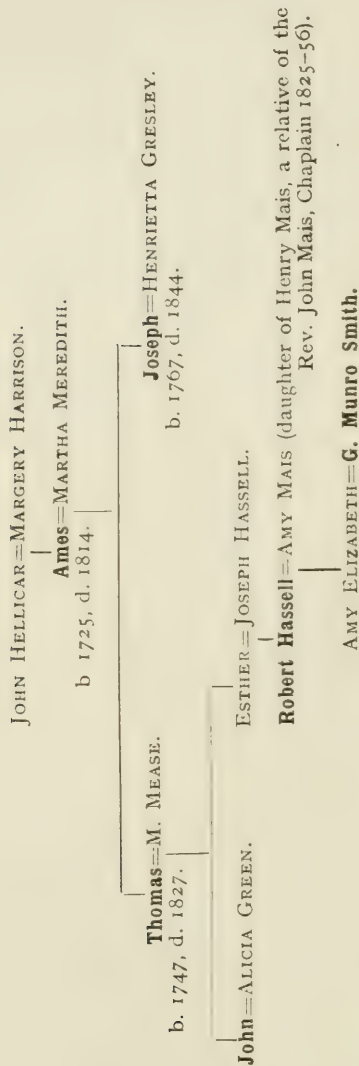 JOHN HELLICAR=MARGERY HARRISON.
Ames=MARTHA MEREDITH.
b 1725, d. 1814.
Thomas=M. MEASE.
b. 1747, d. 1827.
Joseph=HENRIETTA GRESLEY.
b. 1767, d. 1844.
John=ALICIA GREEN.
ESTHER=JOSEPH HASSELL.
Robert Hassell=AMY MAIS (daughter of Henry Mais, a relative of the
Rev. John Mais, Chaplain 1825-56).
AMY ELIZABETH=G. Munro Smith.